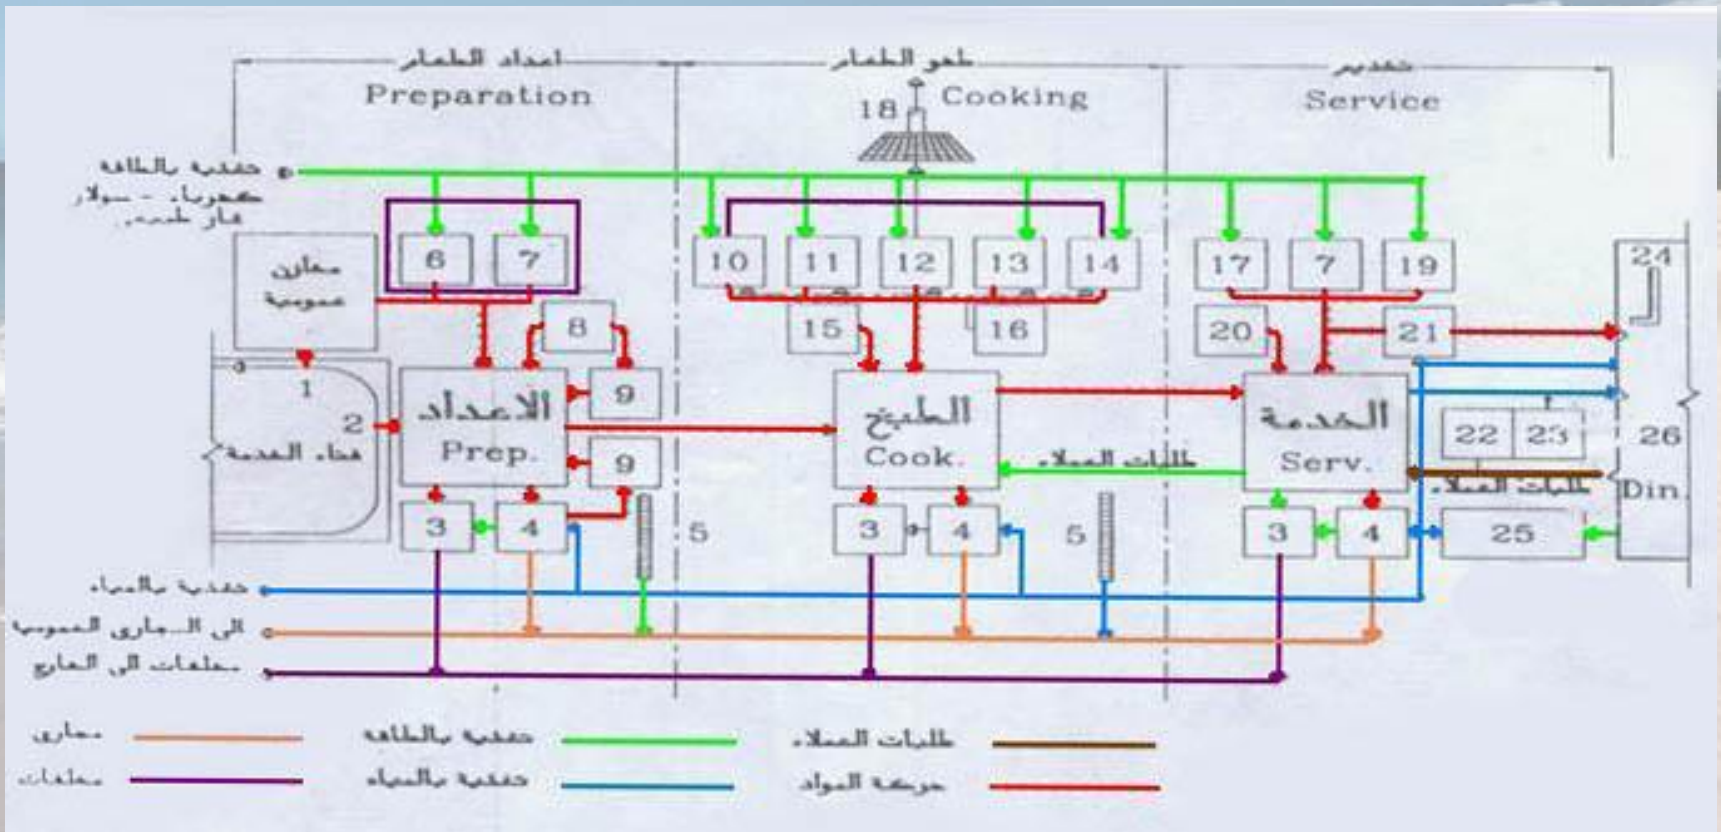 اعداد الطعام
طهو الطعام
تقديم
Preparation
18
Cooking
Service
تغذية بالطاقة
كهرباء - سولار
مخازن
عمومية
6
7
10
11
12
13
14
17
7
19
24
8
15
16
20
21
1
2
فناء الخدمة
الاعداد
Prep.
9
9
الطبخ
Cook.
طلبات العملاء
الخدمة
Serv.
22
23
26
طلبات العملاء
Din.
3
4
5
3
4
5
3
4
25
تغذية بالمياه
الى المجارى العمومية
مخلفات الى الخارج
مجارى
تغذية بالطاقة
طلبات العملاء
مخلفات
تغذية بالمياه
حركة المواد